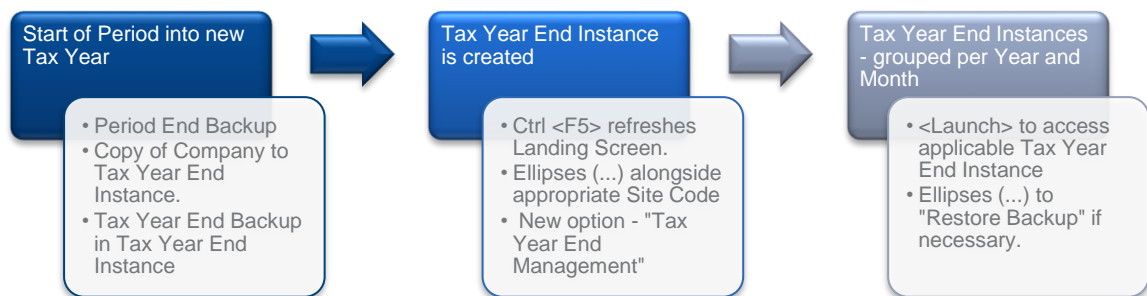 Start of Period into new
Tax Year
• Period End Backup
• Copy of Company to
Tax Year End
Instance.
• Tax Year End Backup
in Tax Year End
Instance
Tax Year End Instance
is created
• Ctrl <F5> refreshes
Landing Screen.
• Ellipses (...) alongside
appropriate Site Code
• New option - "Tax
Year End
Management"
Tax Year End Instances
- grouped per Year and
Month
• <Launch> to access
applicable Tax Year
End Instance
• Ellipses (...) to
"Restore Backup" if
necessary.